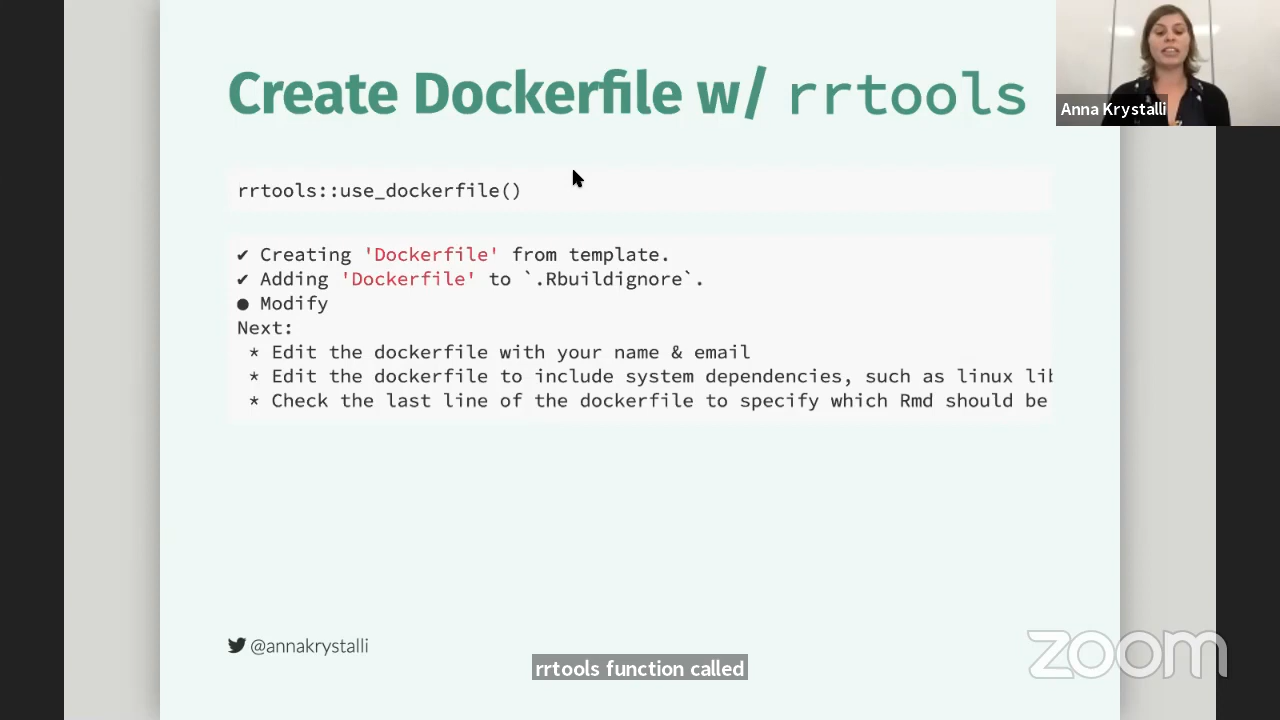 Create Dockerfile w/ rrtools
Anna Krystalli
rrtools::use_dockerfile()
✔ Creating 'Dockerfile' from template.
✔ Adding 'Dockerfile' to `.Rbuildignore`.
● Modify
Next:
* Edit the dockerfile with your name & email
* Edit the dockerfile to include system dependencies, such as linux lib
* Check the last line of the dockerfile to specify which Rmd should be
@annakrystalli
zoom
rrtools function called